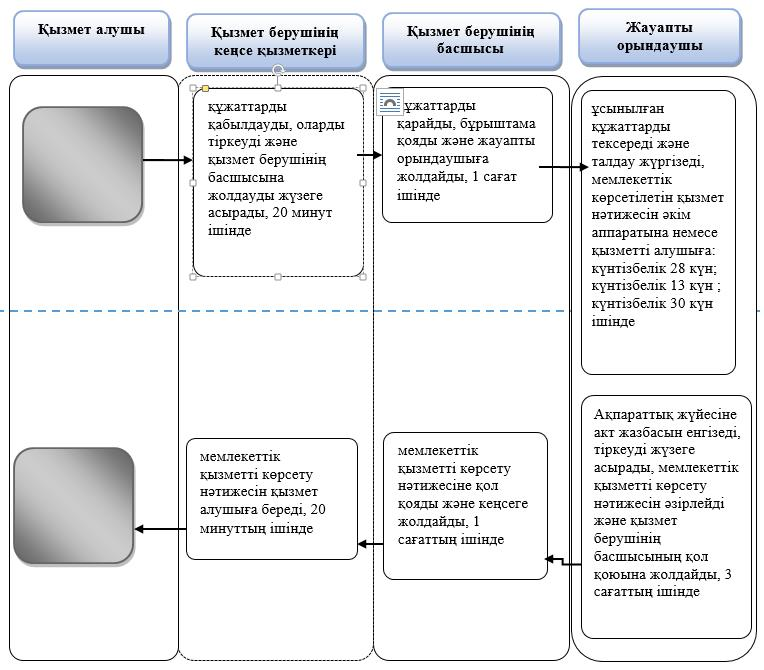 Қызмет алушы
Қызмет берушінің
кеңсе қызметкері
Қызмет берушінің
басшысы
Жауапты
орындаушы
құжаттарды
қабылдауды, оларды
тіркеуді және
қызмет берушінің
басшысына
жолдауды жүзеге
асырады, 20 минут
ішінде
ұжаттарды
қарайды, бұрыштама
қояды және жауапты
орындаушыға
жолдайды, 1 сағат
ішінде
ұсынылған
құжаттарды
тексереді және
талдау жүргізеді,
мемлекеттік
көрсетілетін қызмет
нәтижесін әкім
аппаратына немесе
қызметті алушыға:
күнтізбелік 28 күн;
күнтізбелік 13 күн ;
күнтізбелік 30 күн
ішінде
мемлекеттік
қызметті көрсету
нәтижесін қызмет
алушыға береді, 20
минуттың ішінде
мемлекеттік
қызметті көрсету
нәтижесіне қол
қояды және кеңсеге
жолдайды, 1
сағаттың ішінде
Ақпараттық жүйесіне
акт жазбасын енгізеді,
тіркеуді жүзеге
асырады, мемлекеттік
қызметті көрсету
нәтижесін әзірлейді
және қызмет
берушінің
басшысының қол
қоюына жолдайды, 3
сағаттың ішінде